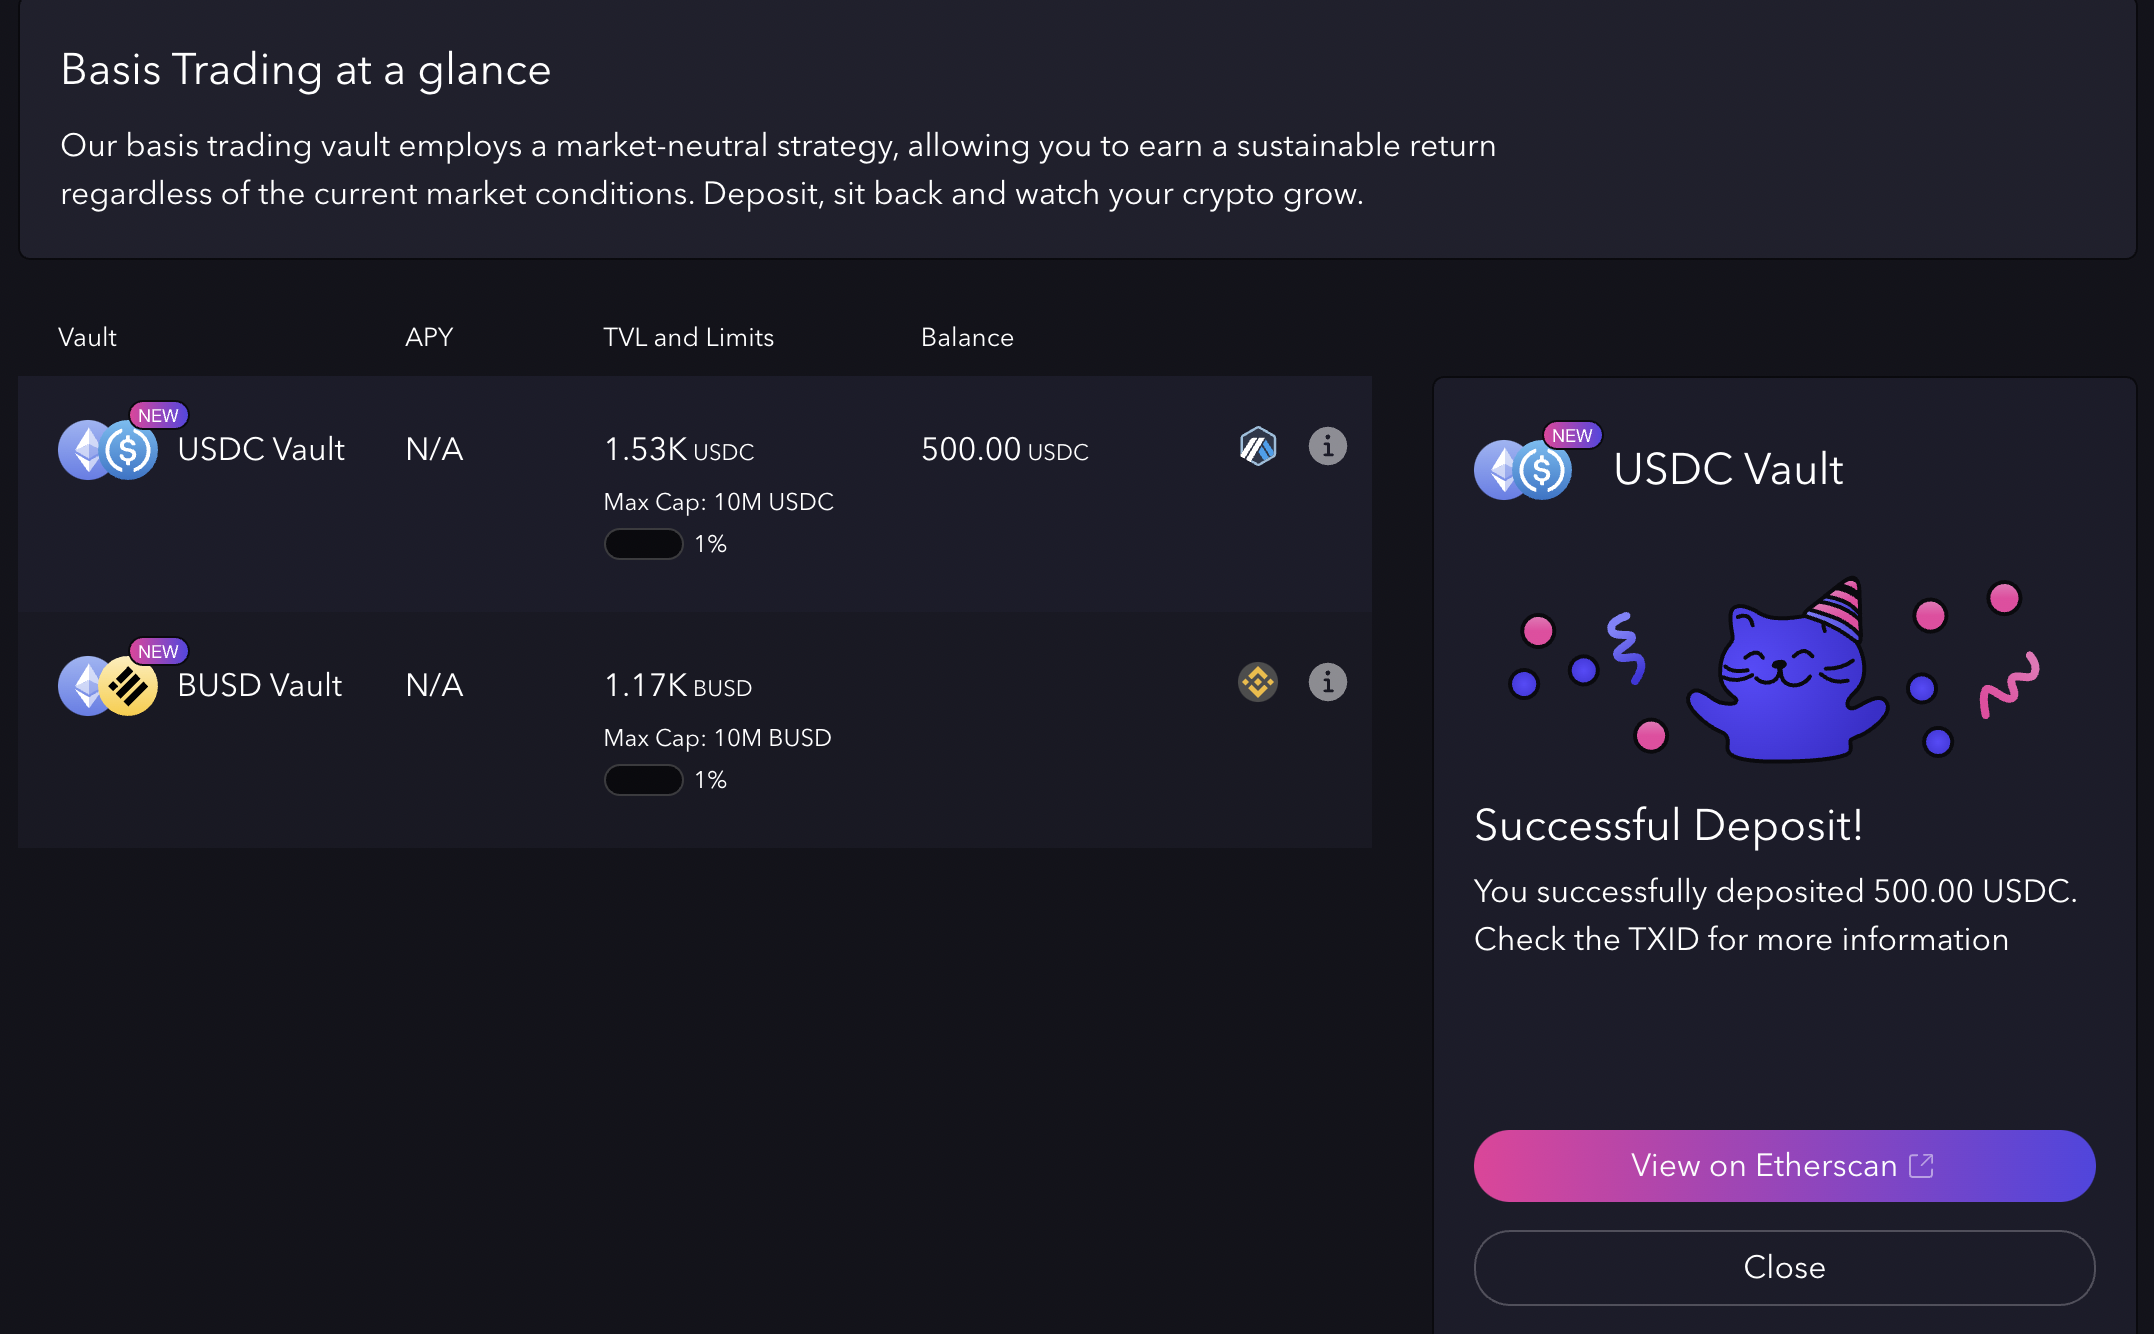 Basis Trading at a glance
Our basis trading vault employs a market-neutral strategy, allowing you to earn a sustainable return
regardless of the current market conditions. Deposit, sit back and watch your crypto grow.
Vault APY TVL and Limits Balance
NEW
USDC Vault N/A 1.53K USDC 500.00 USDC
Max Cap: 10M USDC
1%
NEW
BUSD Vault N/A 1.17K BUSD
Max Cap: 10M BUSD
1%
NEW
USDC Vault
Successful Deposit!
You successfully deposited 500.00 USDC.
Check the TXID for more information
View on Etherscan
Close